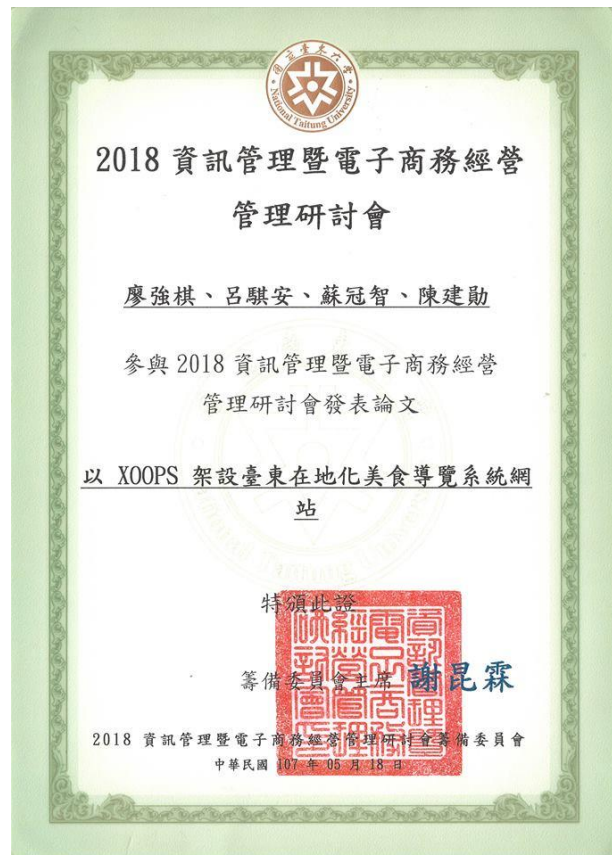 國立臺東大學
National Taitung University
2018 資訊管理暨電子商務經營
管理研討會
廖強棋、呂騏安、蘇冠智、陳建勛
參與 2018 資訊管理暨電子商務經營
管理研討會發表論文
以 XOOPS 架設臺東在地化美食導覽系統網
站
特頒此證
籌備委員會主席 謝昆霖
2018 資訊管理暨電子商務經營管理研討會籌備委員會
中華民國 107 年 05 月 18 日